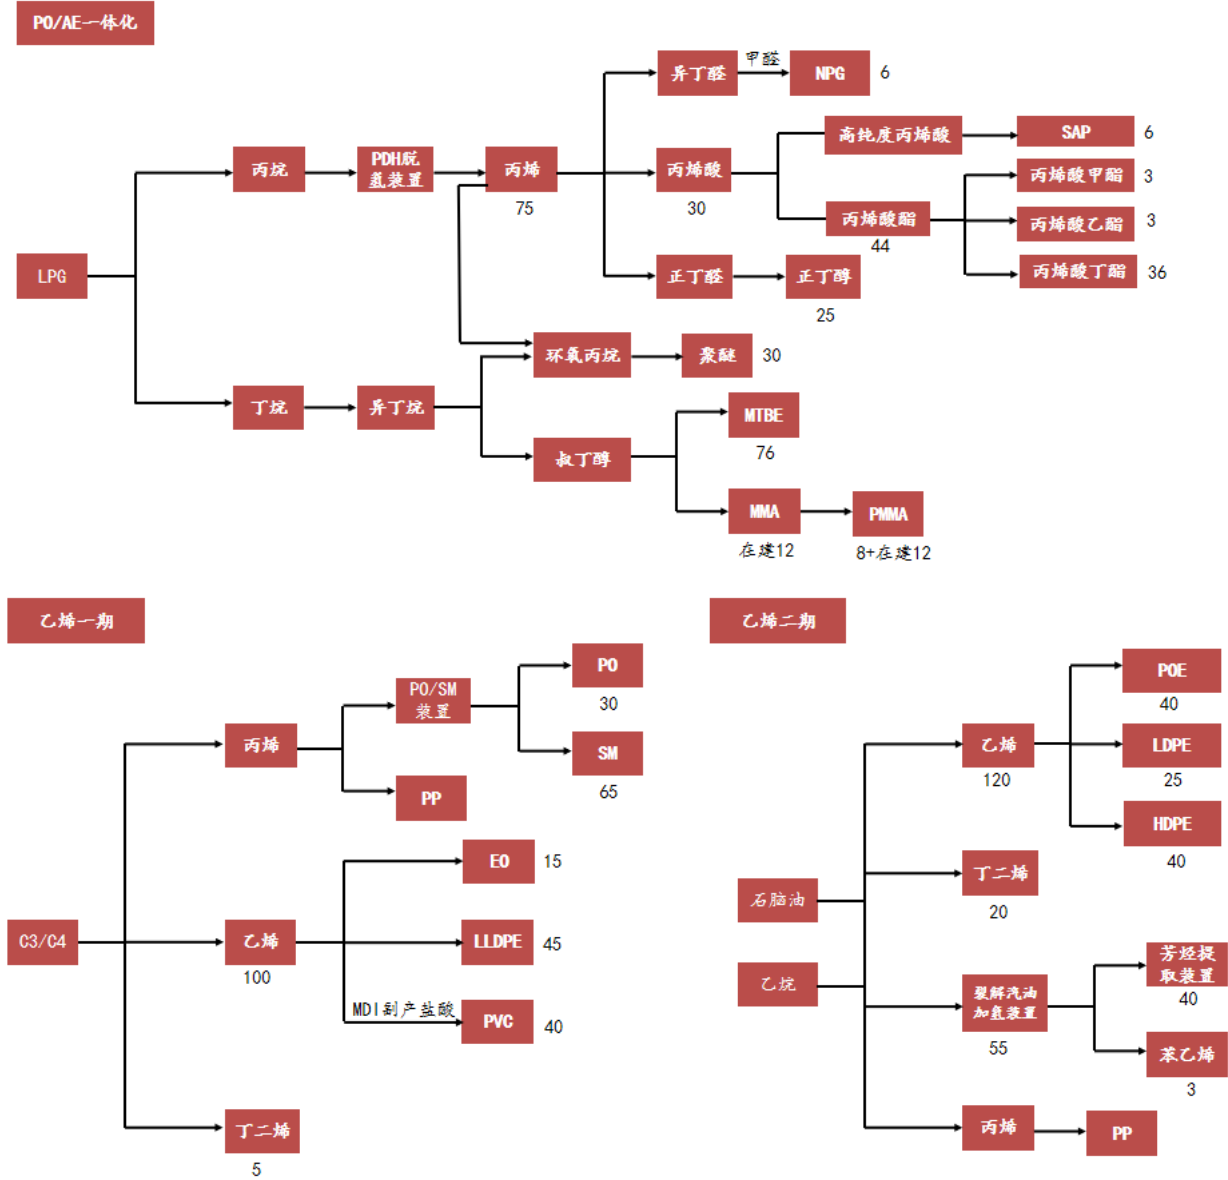 PO/AE一体化
异丁醛
甲醛
NPG
6
高纯度丙烯酸
SAP
6
丙烷
PDH脱
氢装置
丙烯
75
丙烯酸
30
丙烯酸甲酯
3
丙烯酸酯
44
丙烯酸乙酯
3
LPG
正丁醛
正丁醇
25
丙烯酸丁酯
36
环氧丙烷
聚醚
30
丁烷
异丁烷
MTBE
76
叔丁醇
MMA
在建12
PMMA
8+在建12
乙烯一期
PO/SM
装置
PO
30
丙烯
SM
65
PP
EO
15
C3/C4
乙烯
100
LLDPE
45
MDI副产盐酸
PVC
40
丁二烯
5
乙烯二期
POE
40
乙烯
120
LDPE
25
HDPE
40
石脑油
丁二烯
20
乙烷
裂解汽油
加氢装置
55
芳烃提
取装置
40
苯乙烯
3
丙烯
PP